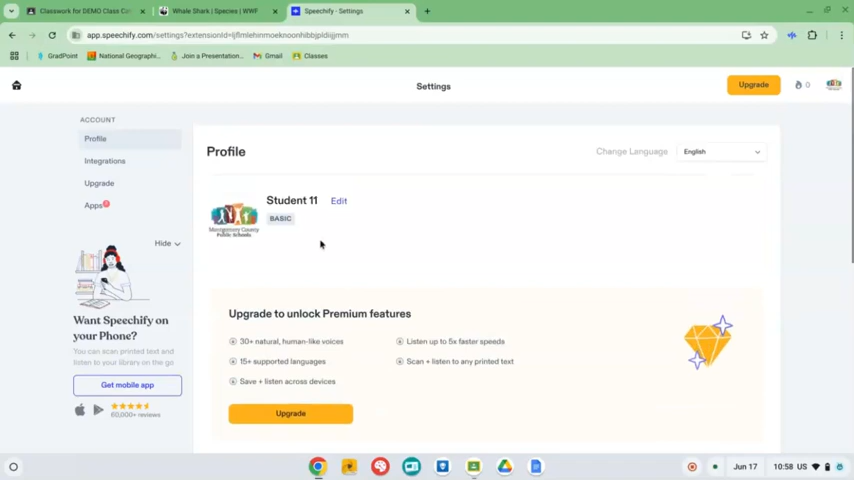 Classwork for DEMO Class Co
Whale Shark | Species | WWF
Speechify - Settings
app.speechify.com/settings?extensionId=ljflmlehinmoeknoonhibbjpldiijjmm
GradPoint
National Geographi...
Join a Presentation...
Gmail
Classes
Settings
Upgrade
0
ACCOUNT
Profile
Integrations
Upgrade
Apps
Hide
Want Speechify on
your Phone?
You can scan printed text and
listen to your library on the go
Get mobile app
60,000+ reviews
Profile
Change Language
English
Montgomery County
Public Schools
Student 11
Edit
BASIC
Upgrade to unlock Premium features
30+ natural, human-like voices
Listen up to 5x faster speeds
15+ supported languages
Scan + listen to any printed text
Save + listen across devices
Upgrade
Jun 17
10:58 US